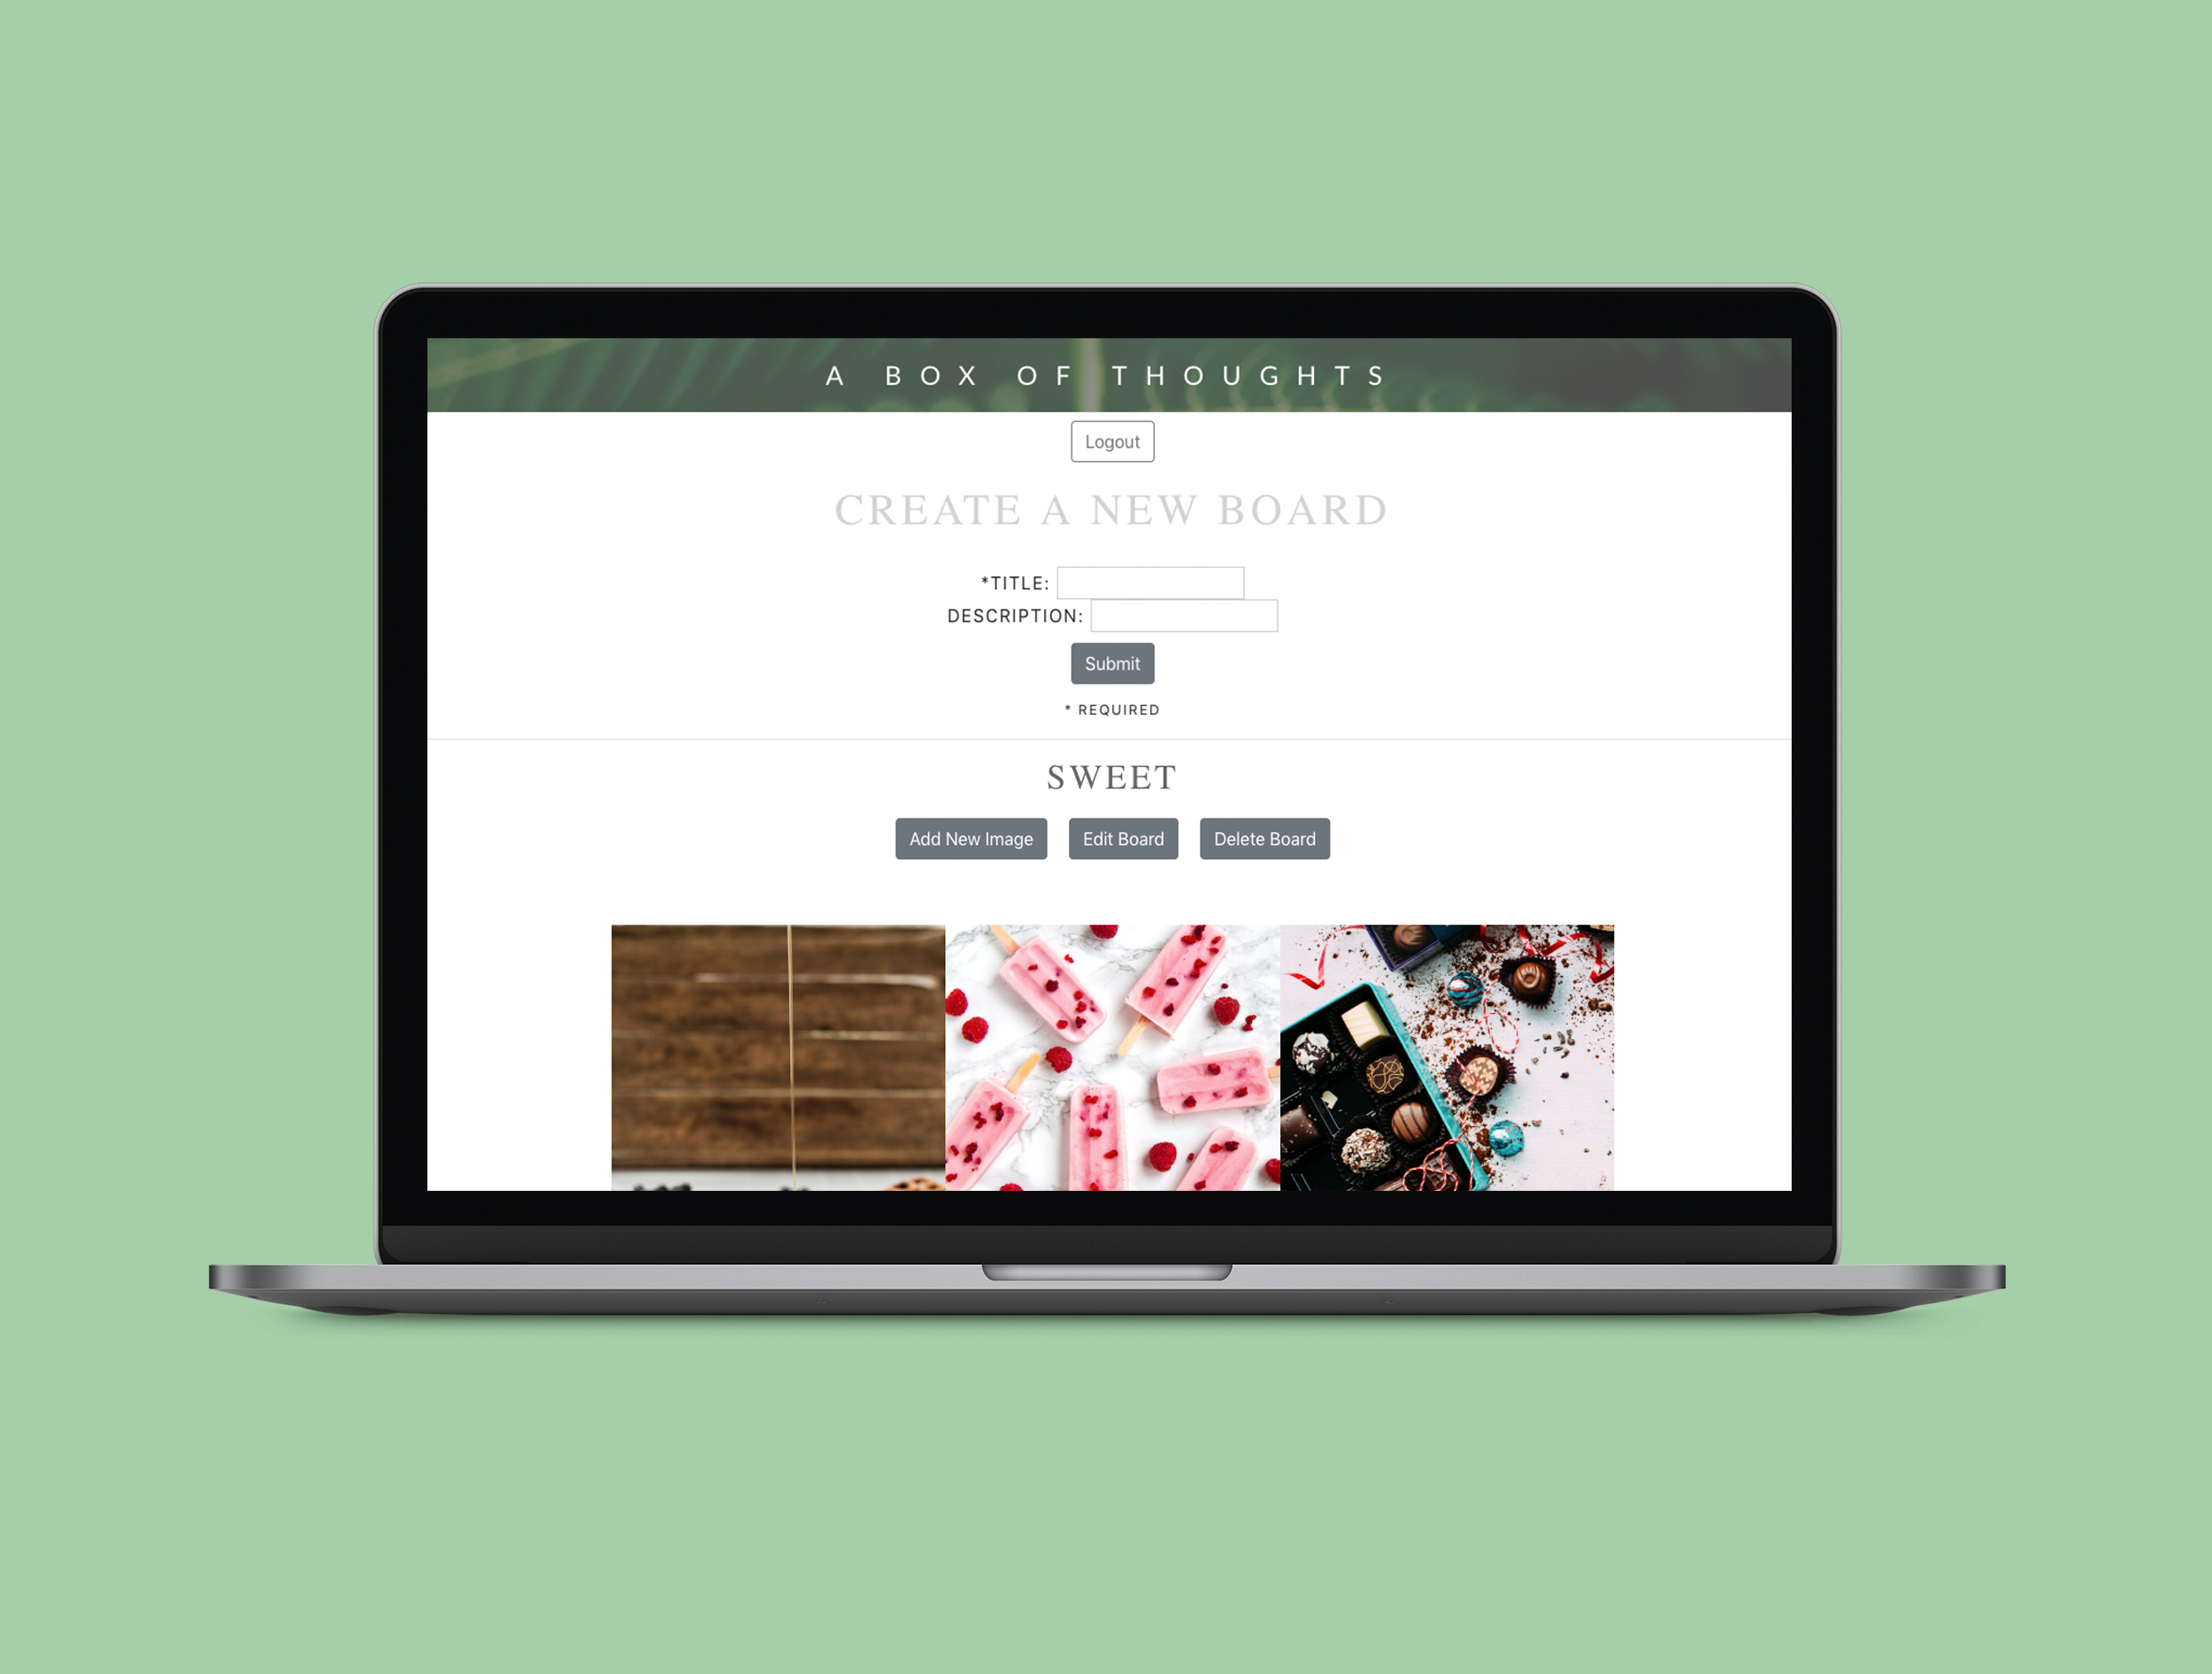 A BOX OF THOUGHTS
Logout
CREATE A NEW BOARD
*TITLE:
DESCRIPTION:
Submit
* REQUIRED
SWEET
Add New Image Edit Board Delete Board